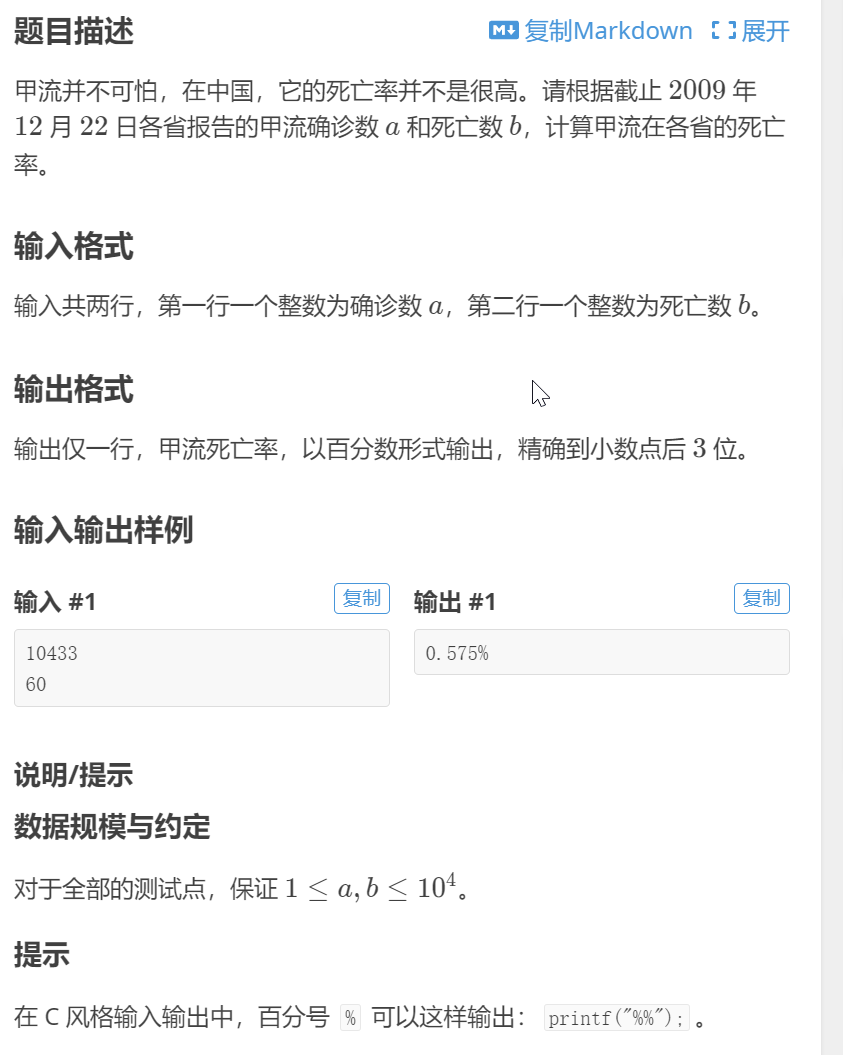 题目描述
复制Markdown 展开
甲流并不可怕，在中国，它的死亡率并不是很高。请根据截止 2009 年
12 月 22 日各省报告的甲流确诊数 a 和死亡数 b，计算甲流在各省的死亡
率。
输入格式
输入共两行，第一行一个整数为确诊数 a，第二行一个整数为死亡数 b。
输出格式
输出仅一行，甲流死亡率，以百分数形式输出，精确到小数点后 3 位。
输入输出样例
输入 #1
复制
10433
60
输出 #1
复制
0.575%
说明/提示
数据规模与约定
对于全部的测试点，保证 1 ≤ a, b ≤ 10⁴。
提示
在 C 风格输入输出中，百分号 % 可以这样输出： printf("%%"); 。